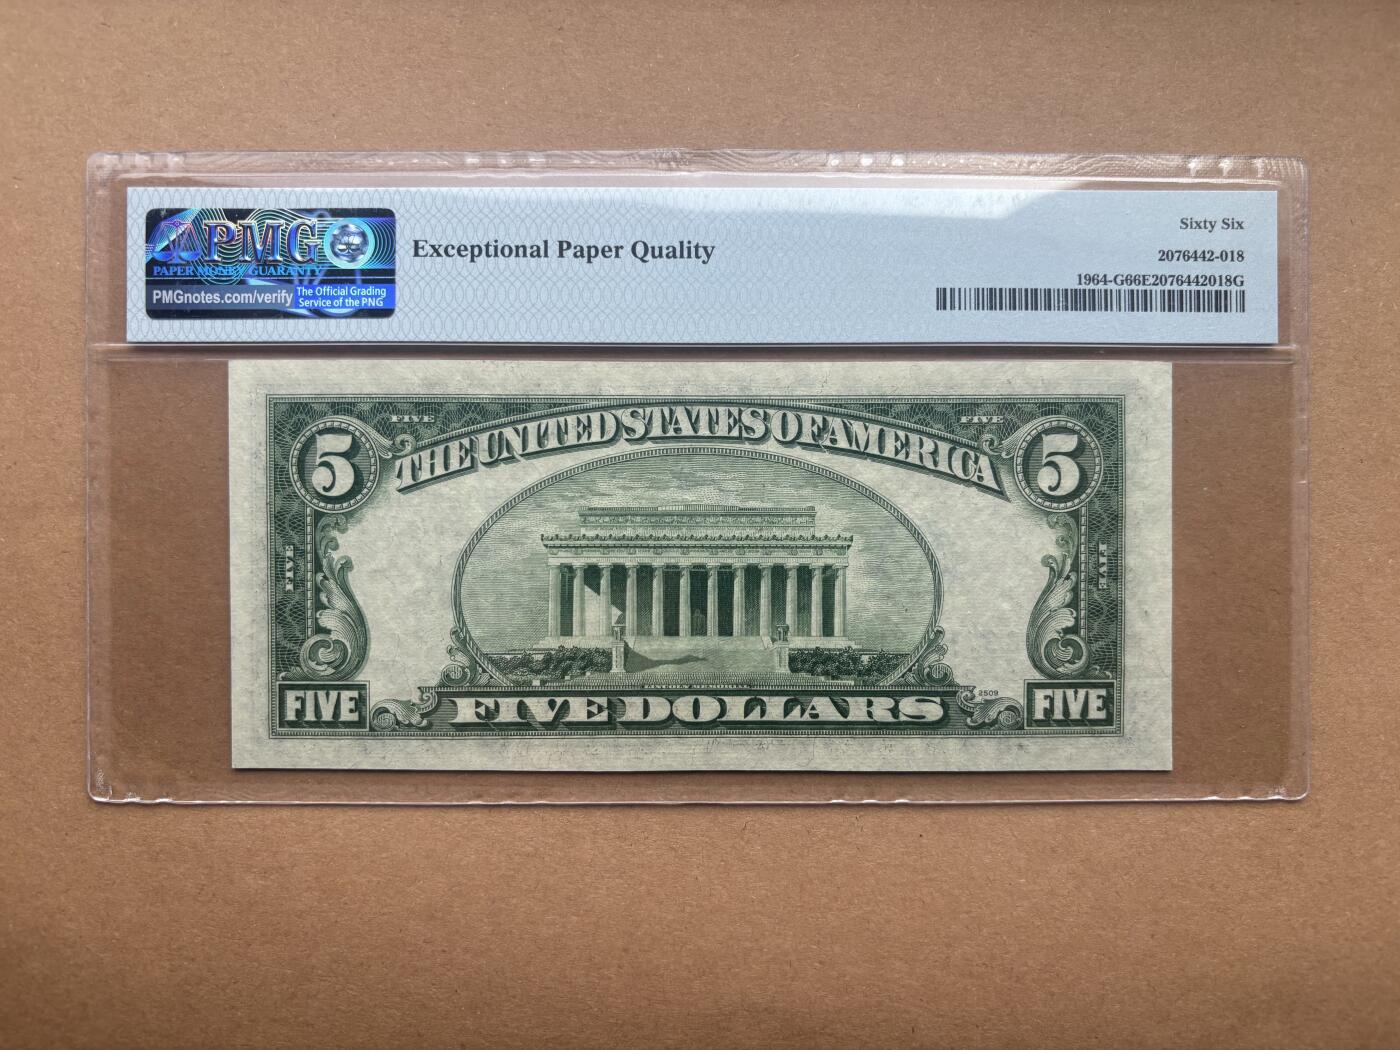 PMG
PAPER MONEY GUARANTY
PMGnotes.com/verify
The Official Grading
Service of the PNG
Exceptional Paper Quality
Sixty Six
2076442-018
1964-G66E2076442018G
FIVE
FIVE
THE UNITED STATES OF AMERICA
5
5
FIVE
FIVE
LINCOLN MEMORIAL
2509
FIVE
FIVE DOLLARS
FIVE